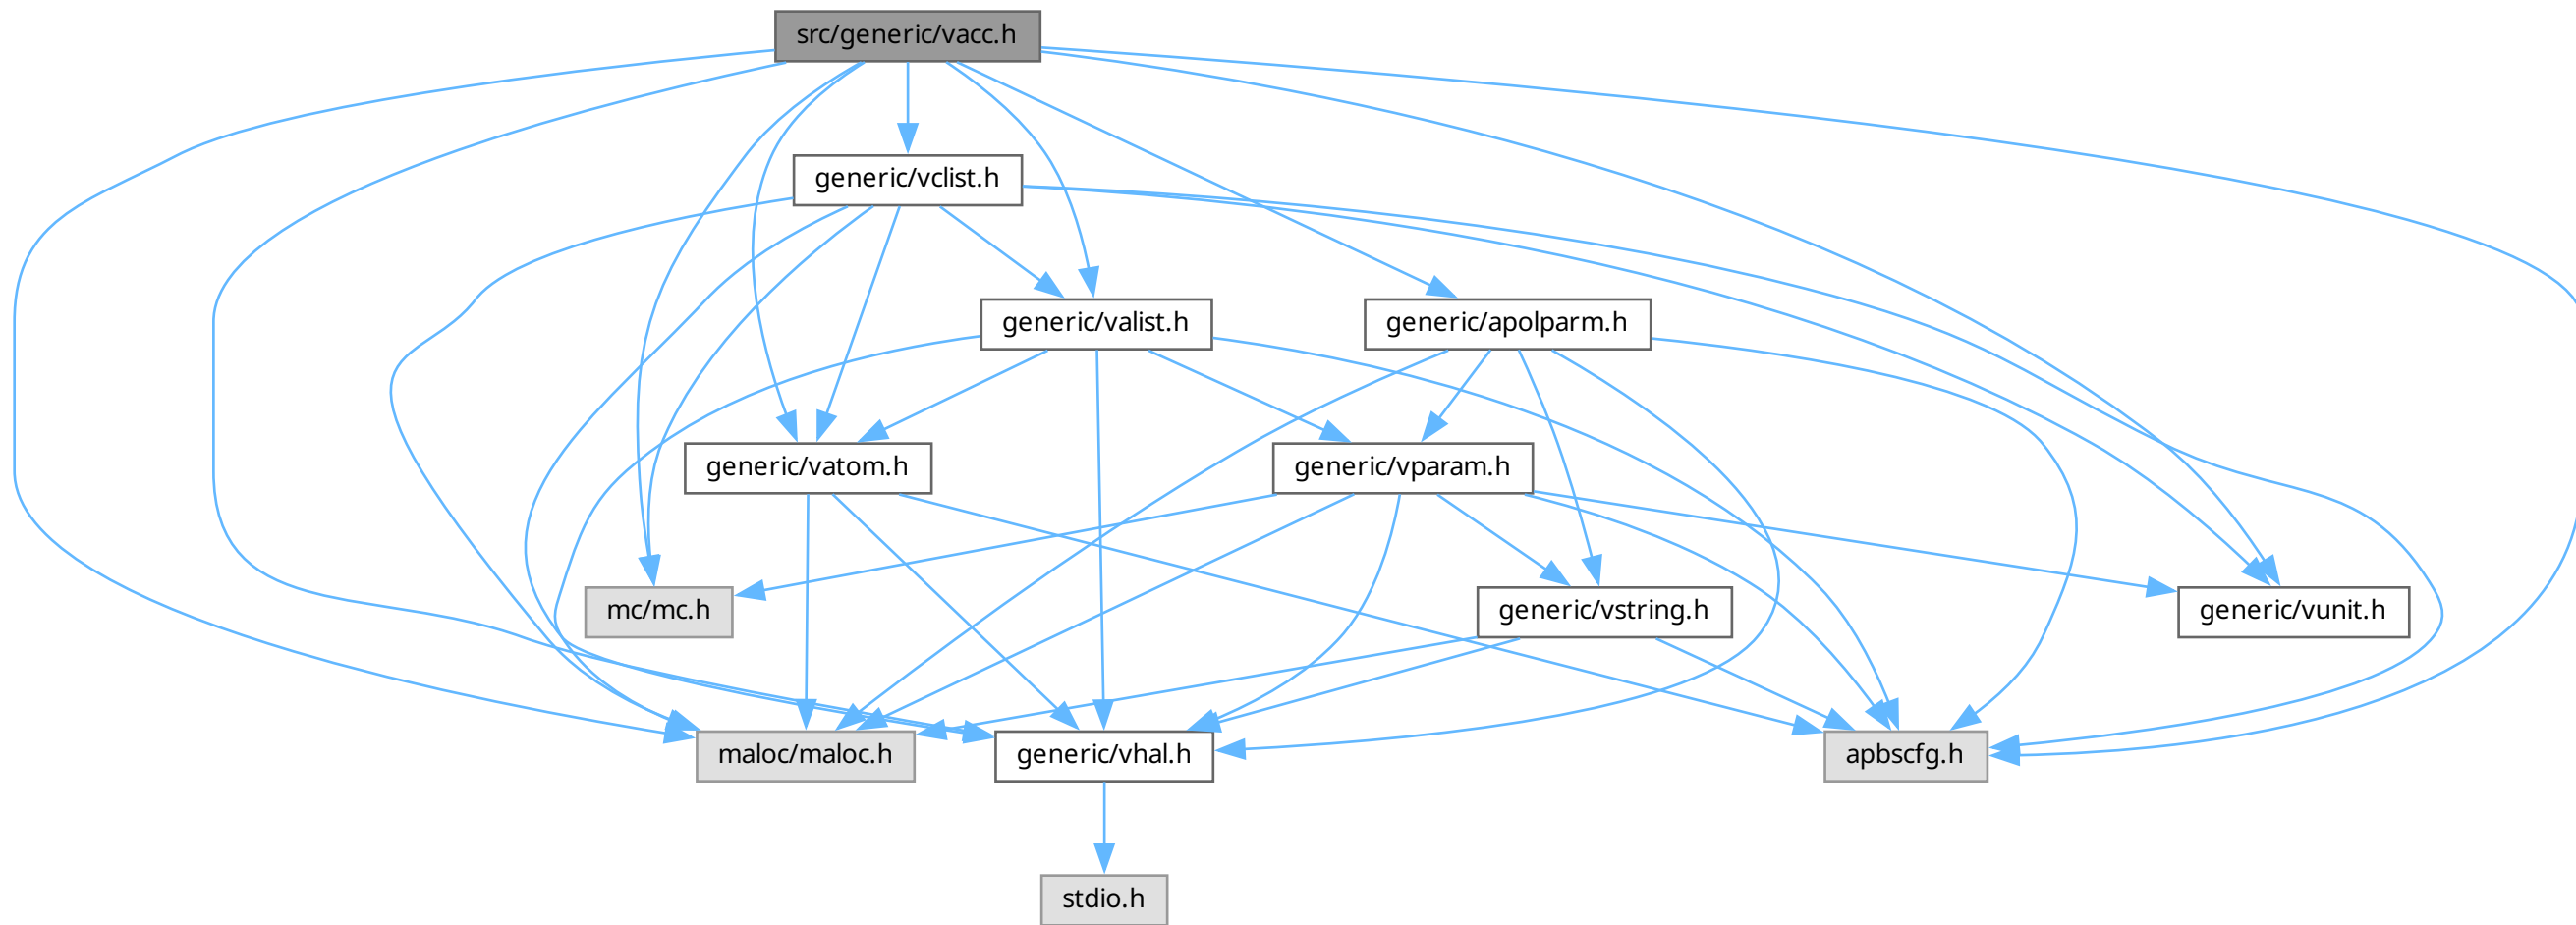 src/generic/vacc.h
generic/vclist.h
generic/valist.h
generic/apolparm.h
generic/vatom.h
generic/vparam.h
mc/mc.h
generic/vstring.h
generic/vunit.h
maloc/maloc.h
generic/vhal.h
apbscfg.h
stdio.h